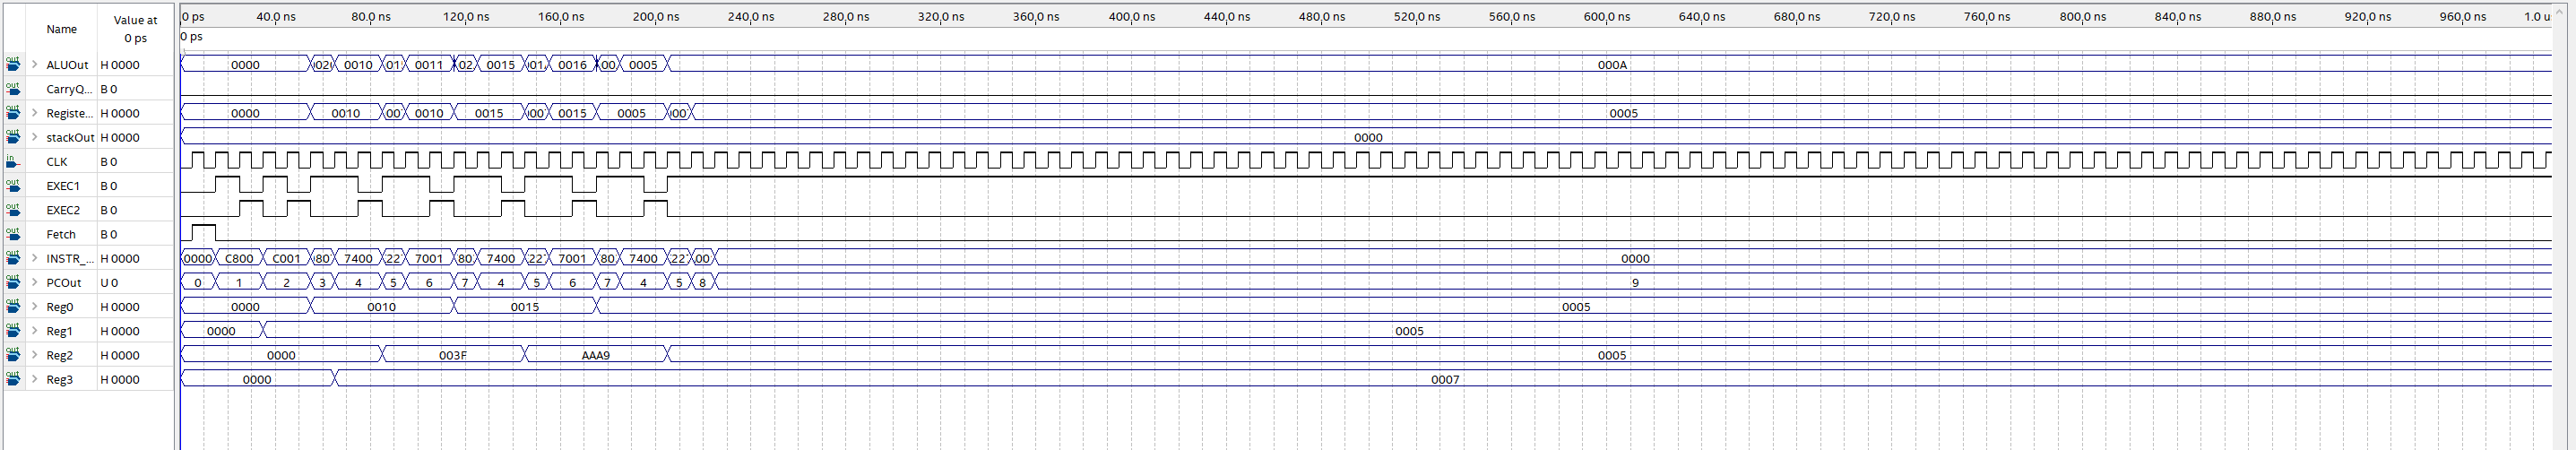 Name
Value at
0 ps
0 ps 40,0 ns 80,0 ns 120,0 ns 160,0 ns 200,0 ns 240,0 ns 280,0 ns 320,0 ns 360,0 ns 400,0 ns 440,0 ns 480,0 ns 520,0 ns 560,0 ns 600,0 ns 640,0 ns 680,0 ns 720,0 ns 760,0 ns 800,0 ns 840,0 ns 880,0 ns 920,0 ns 960,0 ns 1.0 u
0 ps
out ALUOut H 0000 0000 020 0010 01 0011 02 0015 01 0016 00 0005 000A
out CarryQ... B 0
out Registe... H 0000 0000 0010 00 0010 0015 00 0015 0005 00 0005
out stackOut H 0000 0000
in CLK B 0
out EXEC1 B 0
out EXEC2 B 0
out Fetch B 0
out INSTR_... H 0000 0000 C800 C001 80 7400 22 7001 80 7400 22 7001 80 7400 22 00 0000
out PCOut U 0 0 1 2 3 4 5 6 7 4 5 6 7 4 5 8 9
out Reg0 H 0000 0000 0010 0015 0005
out Reg1 H 0000 0000 0005
out Reg2 H 0000 0000 003F AAA9 0005
out Reg3 H 0000 0000 0007